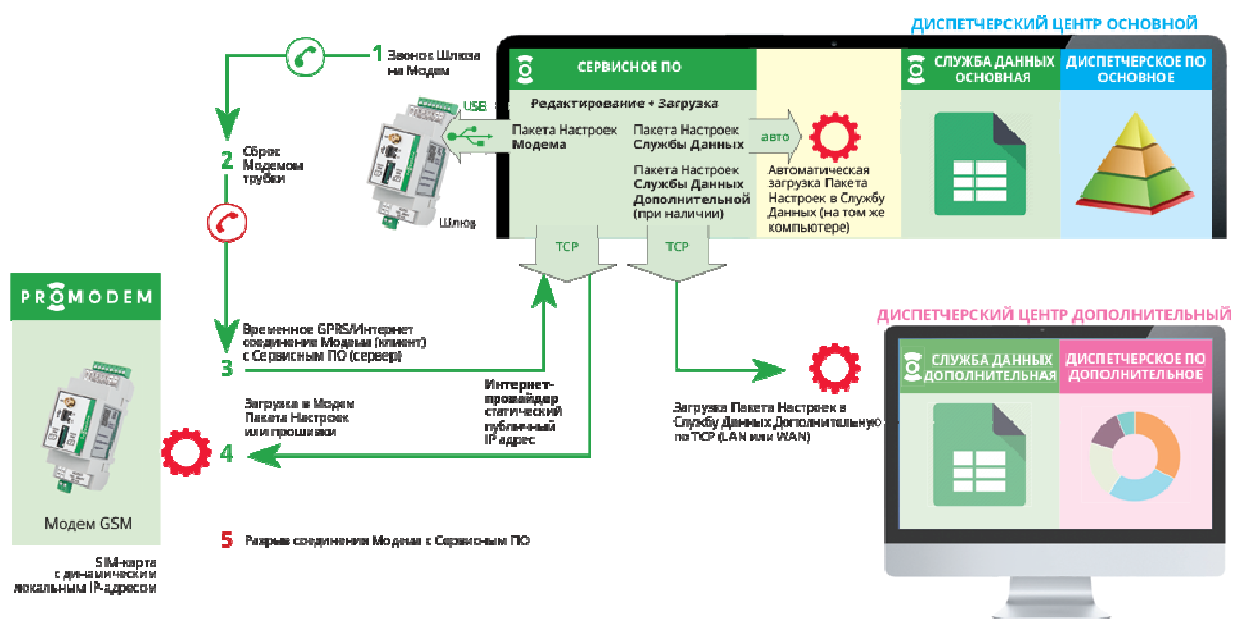 ДИСПЕТЧЕРСКИЙ ЦЕНТР ОСНОВНОЙ
1 Звонок Шлюза
на Модем
СЕРВИСНОЕ ПО
СЛУЖБА ДАННЫХ
ОСНОВНАЯ
ДИСПЕТЧЕРСКОЕ ПО
ОСНОВНОЕ
USB
Редактирование + Загрузка
Пакета Настроек
Модема
Пакета Настроек
Службы Данных
авто
Пакета Настроек
Службы Данных
Дополнительной
(при наличии)
Автоматическая
загрузка Пакета
Настроек в Службу
Данных (на том же
компьютере)
2 Сброс
Модемом
трубки
Шлюз
TCP
TCP
PROMODEM
Модем GSM
SIM-карта
с динамическим
локальным IP-адресом
3 Временное GPRS/Интернет
соединение Модема (клиент)
с Сервисным ПО (сервер)
4 Загрузка в Модем
Пакета Настроек
или прошивки
Интернет-
провайдер
статический
публичный
IP адрес
5 Разрыв соединения Модема с Сервисным ПО
Загрузка Пакета Настроек в
Службу Данных Дополнительную
по TCP (LAN или WAN)
ДИСПЕТЧЕРСКИЙ ЦЕНТР ДОПОЛНИТЕЛЬНЫЙ
СЛУЖБА ДАННЫХ
ДОПОЛНИТЕЛЬНАЯ
ДИСПЕТЧЕРСКОЕ ПО
ДОПОЛНИТЕЛЬНОЕ